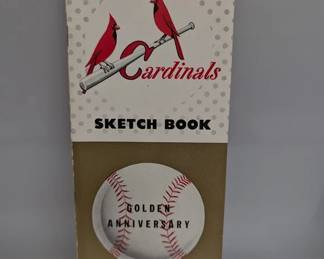 Cardinals
SKETCH BOOK
GOLDEN
ANNIVERSARY